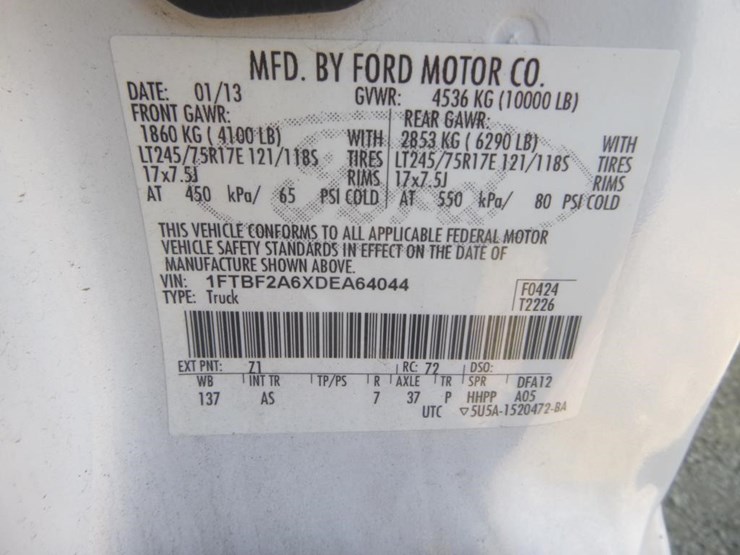 MFD. BY FORD MOTOR CO.
DATE: 01/13 GVWR: 4536 KG (10000 LB)
FRONT GAWR: REAR GAWR:
1860 KG ( 4100 LB) WITH 2853 KG ( 6290 LB) WITH
LT245/75R17E 121/118S TIRES LT245/75R17E 121/118S TIRES
17x7.5J RIMS 17x7.5J RIMS
AT 450 kPa/ 65 PSI COLD AT 550 kPa/ 80 PSI COLD
THIS VEHICLE CONFORMS TO ALL APPLICABLE FEDERAL MOTOR
VEHICLE SAFETY STANDARDS IN EFFECT ON THE DATE OF
MANUFACTURE SHOWN ABOVE.
VIN: 1FTBF2A6XDEA64044 F0424
TYPE: Truck T2226
EXT PNT: Z1 RC: 72 DSO:
WB INT TR TP/PS R AXLE TR SPR DFA12
137 AS 7 37 P HHPP A05
UTC ▽5U5A-1520472-BA